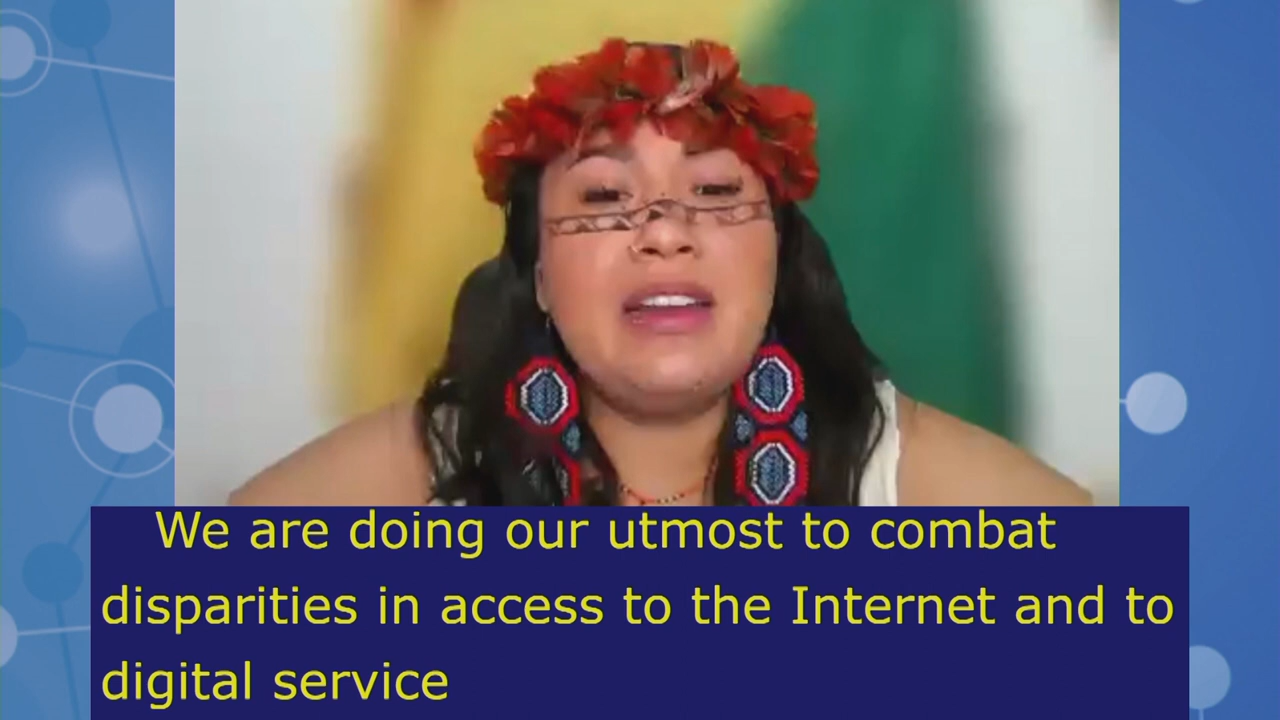 We are doing our utmost to combat
disparities in access to the Internet and to
digital service